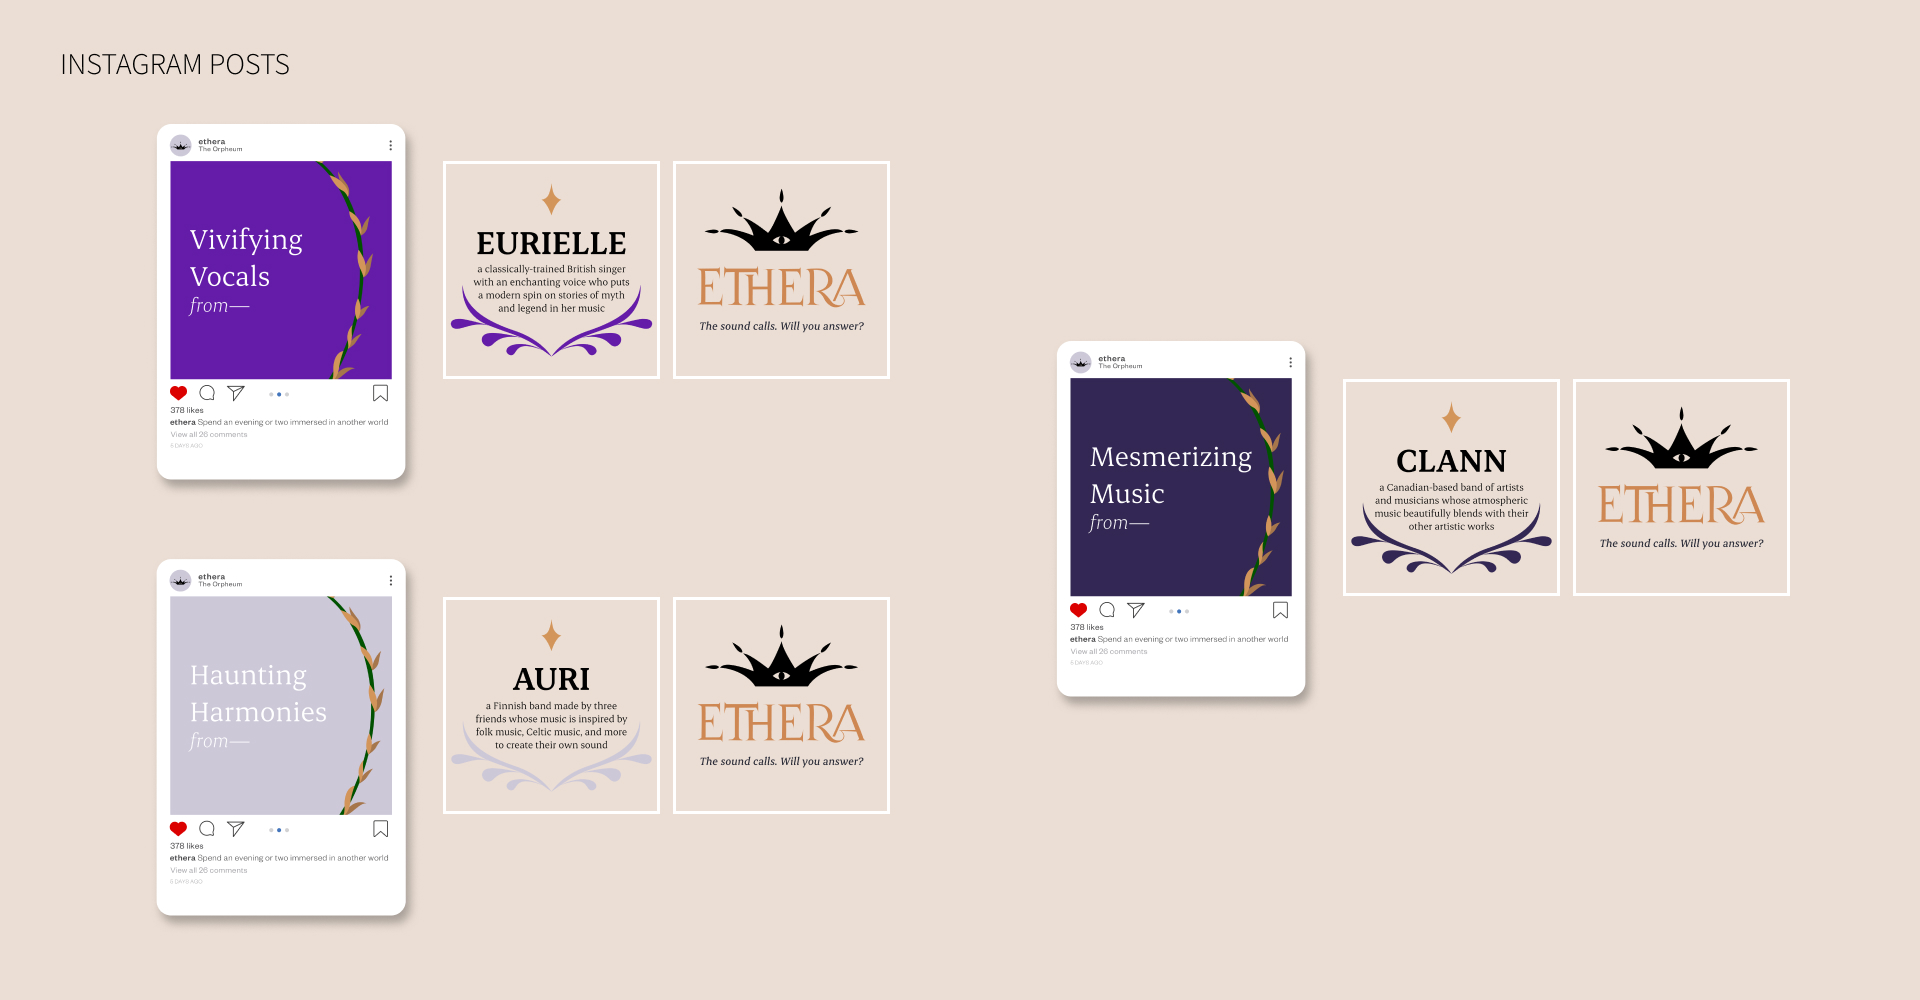 INSTAGRAM POSTS
ethera
The Orpheum
Vivifying
Vocals
from—
378 likes
ethera Spend an evening or two immersed in another world
View all 26 comments
5 DAYS AGO
EURIELLE
a classically-trained British singer
with an enchanting voice who puts
a modern spin on stories of myth
and legend in her music
ETHERA
The sound calls. Will you answer?
ethera
The Orpheum
Haunting
Harmonies
from—
378 likes
ethera Spend an evening or two immersed in another world
View all 26 comments
5 DAYS AGO
AURI
a Finnish band made by three
friends whose music is inspired by
folk music, Celtic music, and more
to create their own sound
ETHERA
The sound calls. Will you answer?
ethera
The Orpheum
Mesmerizing
Music
from—
378 likes
ethera Spend an evening or two immersed in another world
View all 26 comments
5 DAYS AGO
CLANN
a Canadian-based band of artists
and musicians whose atmospheric
music beautifully blends with their
other artistic works
ETHERA
The sound calls. Will you answer?